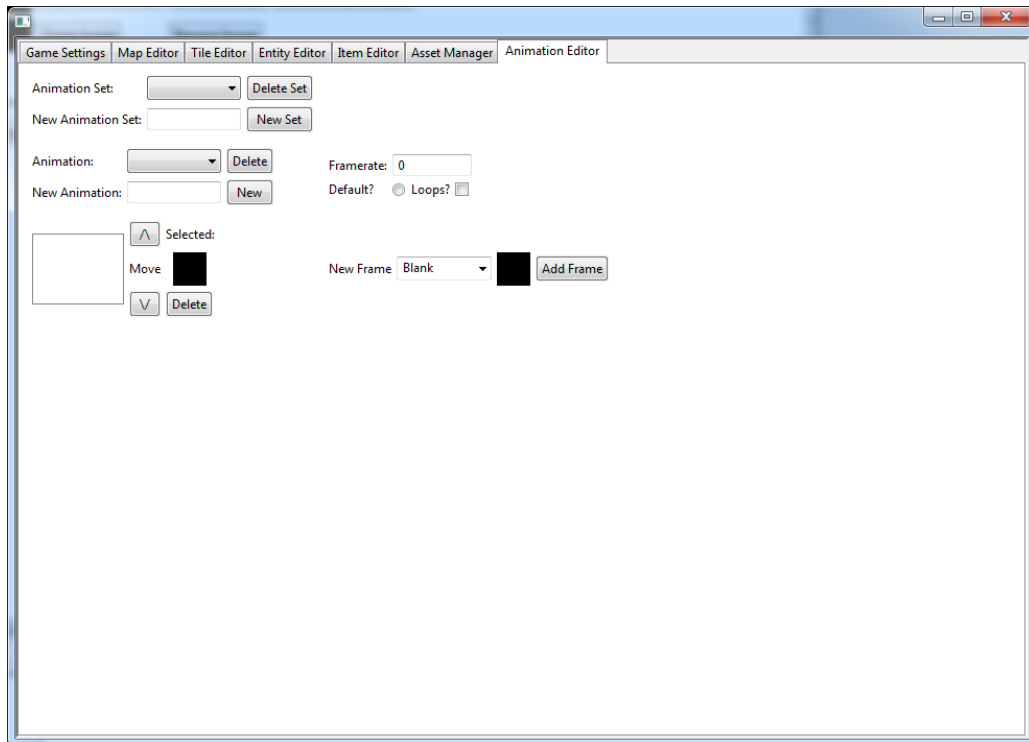 Game Settings Map Editor Tile Editor Entity Editor Item Editor Asset Manager Animation Editor
Animation Set: Delete Set
New Animation Set: New Set
Animation: Delete Framerate: 0
New Animation: New Default? Loops?
/\ Selected:
Move New Frame Blank Add Frame
\/ Delete